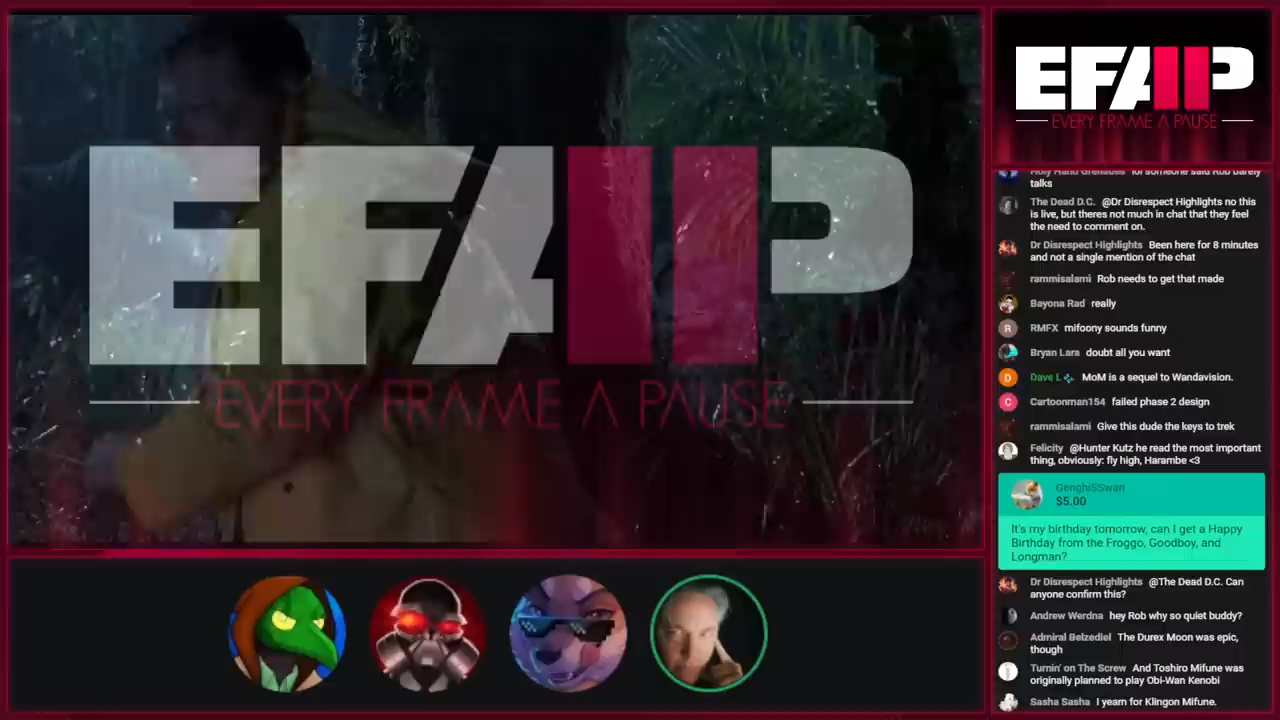 EFAP
EVERY FRAME A PAUSE
EFAP
EVERY FRAME A PAUSE
Holy Hand Grenades lol someone said Rob barely
talks
The Dead D.C. @Dr Disrespect Highlights no this
is live, but theres not much in chat that they feel
the need to comment on.
Dr Disrespect Highlights Been here for 8 minutes
and not a single mention of the chat
rammisalami Rob needs to get that made
Bayona Rad really
R RMFX mifoony sounds funny
Bryan Lara doubt all you want
D Dave L MoM is a sequel to Wandavision.
C Cartoonman154 failed phase 2 design
rammisalami Give this dude the keys to trek
Felicity @Hunter Kutz he read the most important
thing, obviously: fly high, Harambe <3
GenghiSSwan
$5.00
It's my birthday tomorrow, can I get a Happy
Birthday from the Froggo, Goodboy, and
Longman?
Dr Disrespect Highlights @The Dead D.C. Can
anyone confirm this?
Andrew Werdna hey Rob why so quiet buddy?
Admiral Belzediel The Durex Moon was epic,
though
Turnin' on The Screw And Toshiro Mifune was
originally planned to play Obi-Wan Kenobi
Sasha Sasha I yearn for Klingon Mifune.